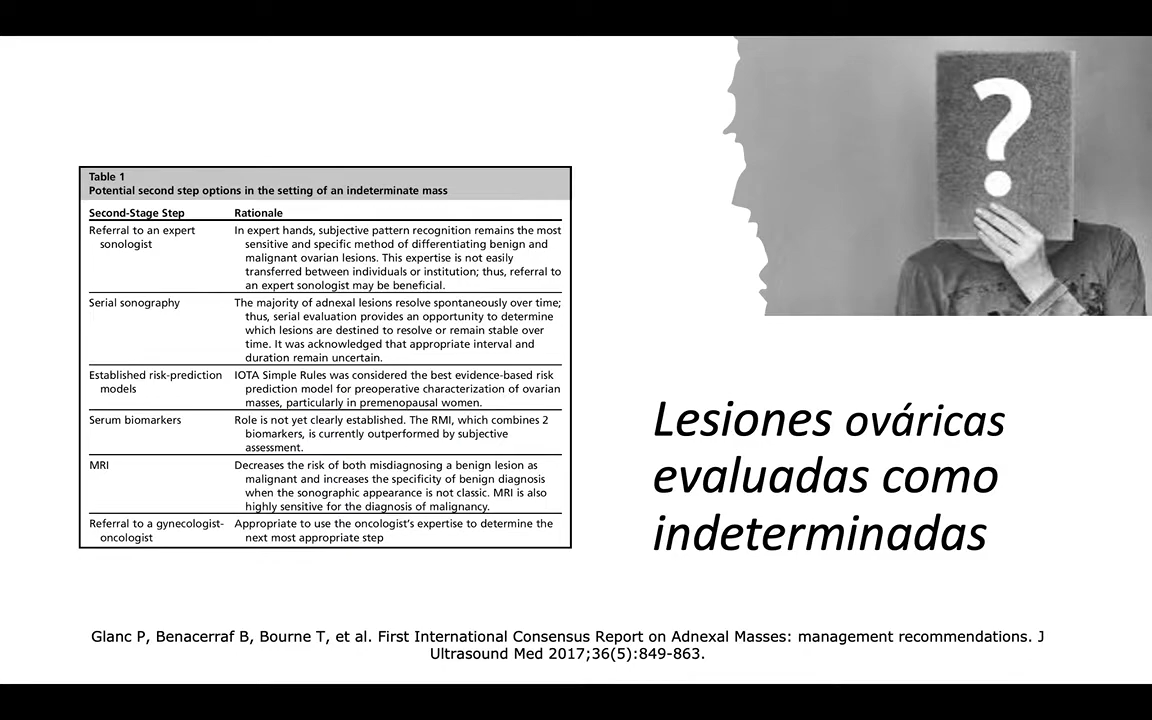 Table 1
Potential second step options in the setting of an indeterminate mass
Second-Stage Step Rationale
Referral to an expert sonologist
In expert hands, subjective pattern recognition remains the most
sensitive and specific method of differentiating benign and
malignant ovarian lesions. This expertise is not easily
transferred between individuals or institution; thus, referral to
an expert sonologist may be beneficial.
Serial sonography
The majority of adnexal lesions resolve spontaneously over time;
thus, serial evaluation provides an opportunity to determine
which lesions are destined to resolve or remain stable over
time. It was acknowledged that appropriate interval and
duration remain uncertain.
Established risk-prediction
models
IOTA Simple Rules was considered the best evidence-based risk
prediction model for preoperative characterization of ovarian
masses, particularly in premenopausal women.
Serum biomarkers
Role is not yet clearly established. The RMI, which combines 2
biomarkers, is currently outperformed by subjective
assessment.
MRI
Decreases the risk of both misdiagnosing a benign lesion as
malignant and increases the specificity of benign diagnosis
when the sonographic appearance is not classic. MRI is also
highly sensitive for the diagnosis of malignancy.
Referral to a gynecologist-
oncologist
Appropriate to use the oncologist's expertise to determine the
next most appropriate step
?
Lesiones ováricas
evaluadas como
indeterminadas
Glanc P, Benacerraf B, Bourne T, et al. First International Consensus Report on Adnexal Masses: management recommendations. J
Ultrasound Med 2017;36(5):849-863.